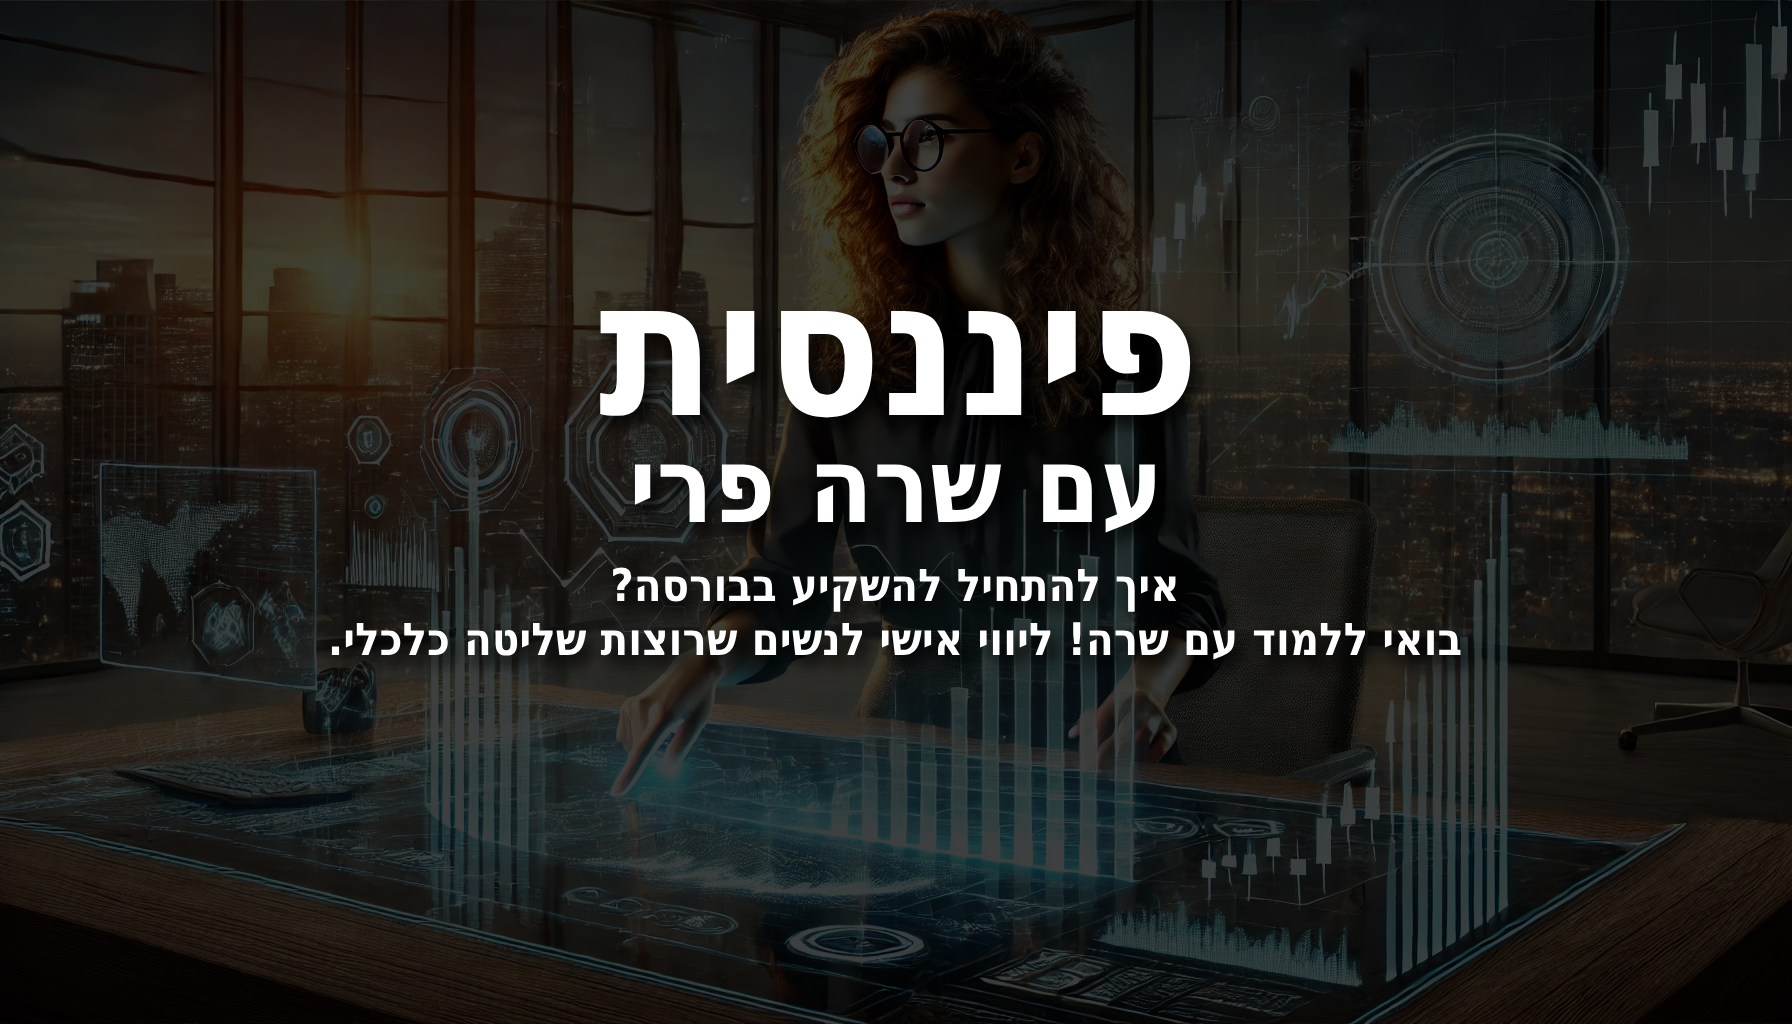 פיננסית
עם שרה פרי
איך להתחיל להשקיע בבורסה?
בואי ללמוד עם שרה! ליווי אישי לנשים שרוצות שליטה כלכלי.